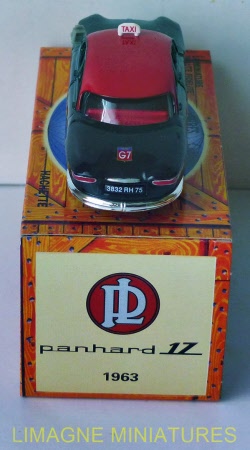 TAXI
G7
3832 RH 75
HACHETTE
PL
panhard 17
1963
LIMAGNE MINIATURES